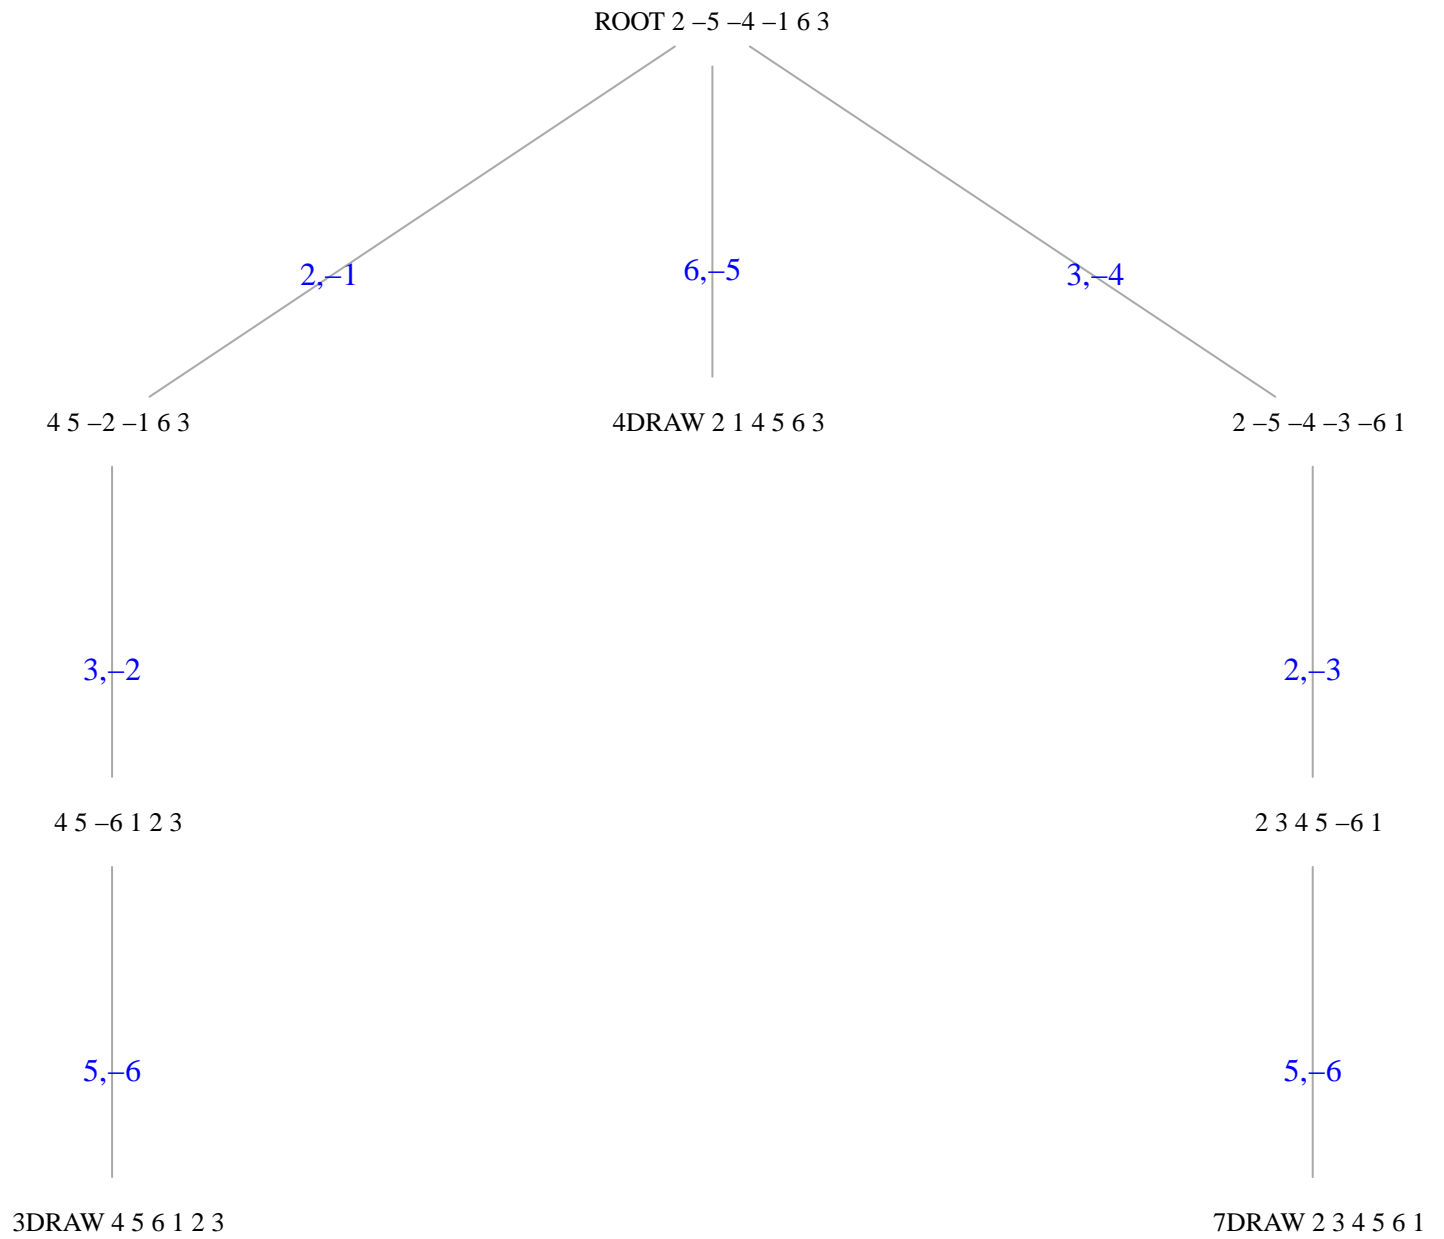 ROOT 2 –5 –4 –1 6 3
2,–1
6,–5
3,–4
4 5 –2 –1 6 3
4DRAW 2 1 4 5 6 3
2 –5 –4 –3 –6 1
3,–2
2,–3
4 5 –6 1 2 3
2 3 4 5 –6 1
5,–6
5,–6
3DRAW 4 5 6 1 2 3
7DRAW 2 3 4 5 6 1